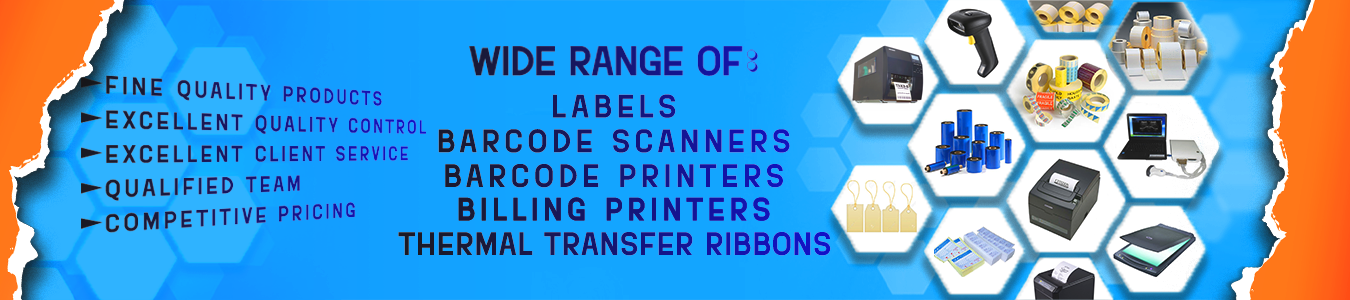 FINE QUALITY PRODUCTS
EXCELLENT QUALITY CONTROL
EXCELLENT CLIENT SERVICE
QUALIFIED TEAM
COMPETITIVE PRICING
WIDE RANGE OF:
LABELS
BARCODE SCANNERS
BARCODE PRINTERS
BILLING PRINTERS
THERMAL TRANSFER RIBBONS